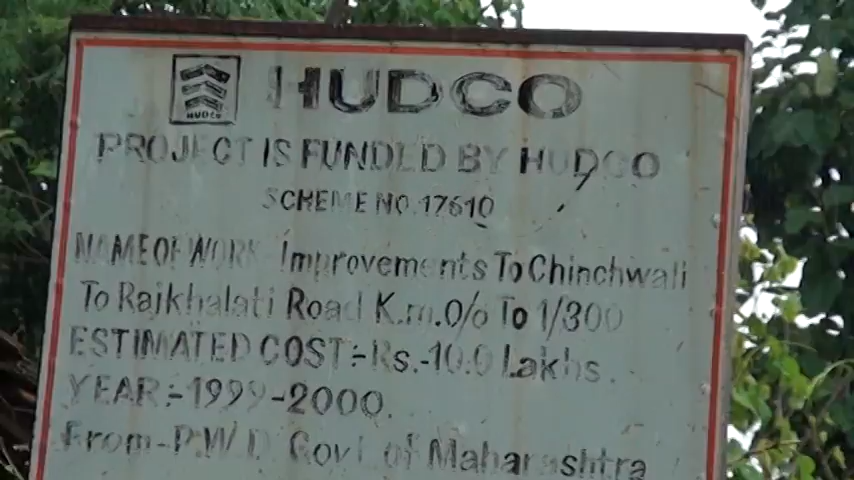 HUDCO
HUDCO
PROJECT IS FUNDED BY HUDCO
SCHEME NO. 17610
NAME OF WORK Improvements To Chinchwali
To Rajkhalati Road K.m.0/0 To 1/300
ESTIMATED COST:-Rs.-10.0 Lakhs.
YEAR:-1999-2000.
From-P.W.D. Govt of Maharashtra